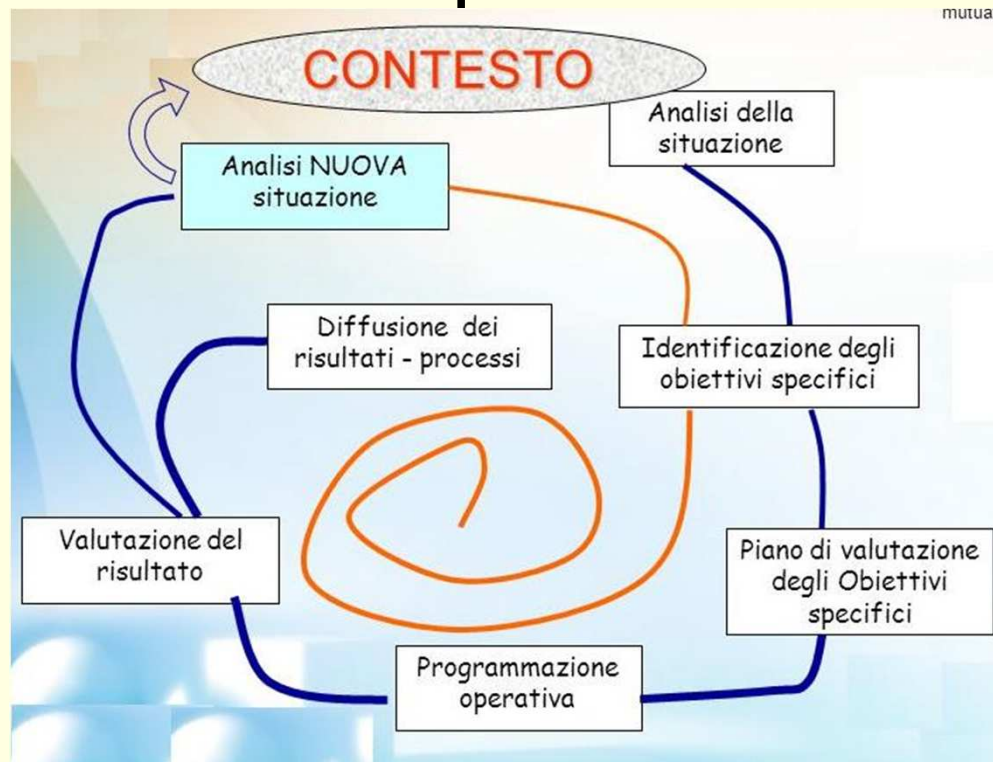 mutua
CONTESTO
Analisi della
situazione
Analisi NUOVA
situazione
Diffusione dei
risultati - processi
Identificazione degli
obiettivi specifici
Valutazione del
risultato
Piano di valutazione
degli Obiettivi
specifici
Programmazione
operativa